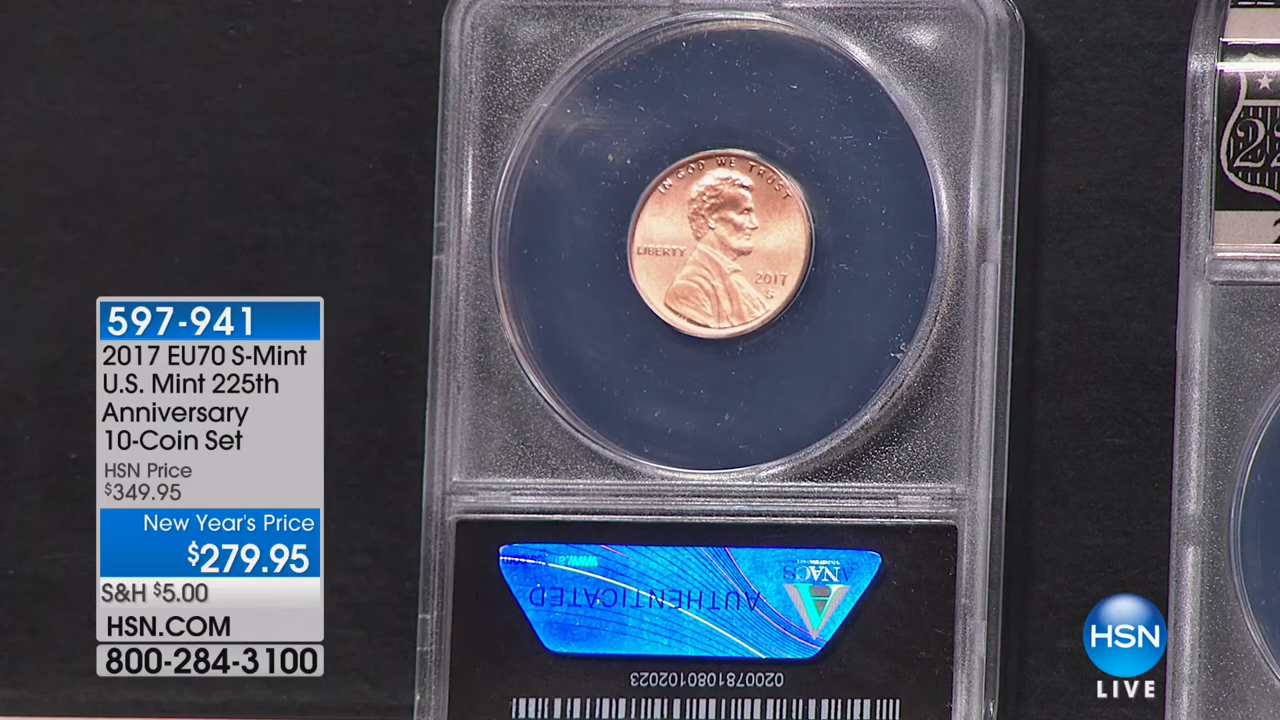 597-941
2017 EU70 S-Mint
U.S. Mint 225th
Anniversary
10-Coin Set
HSN Price
$349.95
New Year's Price
$279.95
S&H $5.00
HSN.COM
800-284-3100
IN GOD WE TRUST
LIBERTY
2017
S
ANACS
AUTHENTICATED
0200781080102023
HSN
LIVE